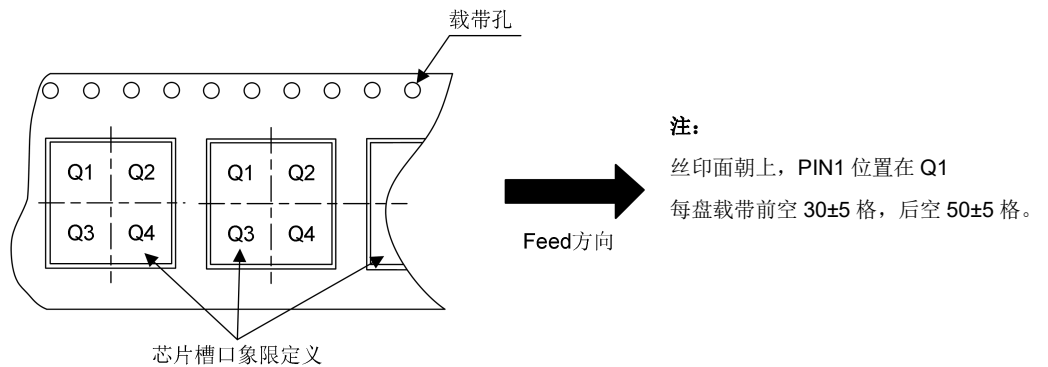 载带孔
Q1 Q2 Q1 Q2
Q3 Q4 Q3 Q4
芯片槽口象限定义
Feed方向
注：
丝印面朝上，PIN1 位置在 Q1
每盘载带前空 30±5 格，后空 50±5 格。